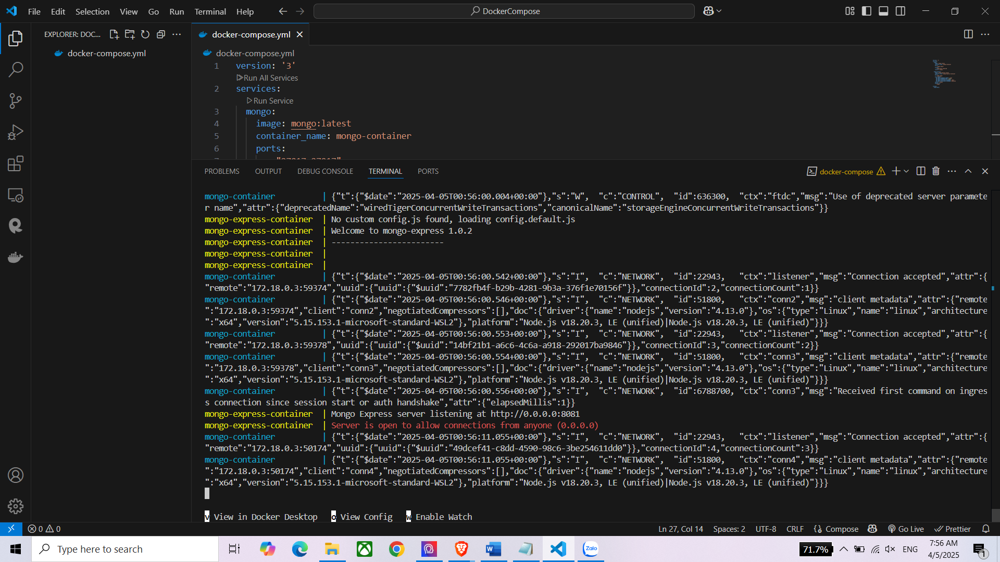 File Edit Selection View Go Run Terminal Help
DockerCompose
EXPLORER: DOC...
docker-compose.yml
docker-compose.yml
docker-compose.yml
1 version: '3'
Run All Services
2 services:
Run Service
3 mongo:
4 image: mongo:latest
5 container_name: mongo-container
6 ports:
PROBLEMS OUTPUT DEBUG CONSOLE TERMINAL PORTS
docker-compose
mongo-container | {"t":{"$date":"2025-04-05T00:56:00.004+00:00"},"s":"W", "c":"CONTROL", "id":636300, "ctx":"ftdc","msg":"Use of deprecated server paramete
r name","attr":{"deprecatedName":"wiredTigerConcurrentWriteTransactions","canonicalName":"storageEngineConcurrentWriteTransactions"}}
mongo-express-container | No custom config.js found, loading config.default.js
mongo-express-container | Welcome to mongo-express 1.0.2
mongo-express-container | ------------------------
mongo-express-container |
mongo-express-container |
mongo-container | {"t":{"$date":"2025-04-05T00:56:00.542+00:00"},"s":"I", "c":"NETWORK", "id":22943, "ctx":"listener","msg":"Connection accepted","attr":{
"remote":"172.18.0.3:59374","uuid":{"uuid":{"$uuid":"7782fb4f-b29b-4281-9b3a-376f1e70156f"}},"connectionId":2,"connectionCount":1}}
mongo-container | {"t":{"$date":"2025-04-05T00:56:00.546+00:00"},"s":"I", "c":"NETWORK", "id":51800, "ctx":"conn2","msg":"client metadata","attr":{"remote
":"172.18.0.3:59374","client":"conn2","negotiatedCompressors":[],"doc":{"driver":{"name":"nodejs","version":"4.13.0"},"os":{"type":"Linux","name":"linux","architecture
":"x64","version":"5.15.153.1-microsoft-standard-WSL2"},"platform":"Node.js v18.20.3, LE (unified)|Node.js v18.20.3, LE (unified)"}}}
mongo-container | {"t":{"$date":"2025-04-05T00:56:00.553+00:00"},"s":"I", "c":"NETWORK", "id":22943, "ctx":"listener","msg":"Connection accepted","attr":{
"remote":"172.18.0.3:59378","uuid":{"uuid":{"$uuid":"14bf21b1-a6c6-4c6a-a918-292017ba9846"}},"connectionId":3,"connectionCount":2}}
mongo-container | {"t":{"$date":"2025-04-05T00:56:00.554+00:00"},"s":"I", "c":"NETWORK", "id":51800, "ctx":"conn3","msg":"client metadata","attr":{"remote
":"172.18.0.3:59378","client":"conn3","negotiatedCompressors":[],"doc":{"driver":{"name":"nodejs","version":"4.13.0"},"os":{"type":"Linux","name":"linux","architecture
":"x64","version":"5.15.153.1-microsoft-standard-WSL2"},"platform":"Node.js v18.20.3, LE (unified)|Node.js v18.20.3, LE (unified)"}}}
mongo-container | {"t":{"$date":"2025-04-05T00:56:00.556+00:00"},"s":"I", "c":"NETWORK", "id":6788700, "ctx":"conn3","msg":"Received first command on ingres
s connection since session start or auth handshake","attr":{"elapsedMillis":1}}
mongo-express-container | Mongo Express server listening at http://0.0.0.0:8081
mongo-express-container | Server is open to allow connections from anyone (0.0.0.0)
mongo-container | {"t":{"$date":"2025-04-05T00:56:11.055+00:00"},"s":"I", "c":"NETWORK", "id":22943, "ctx":"listener","msg":"Connection accepted","attr":{
"remote":"172.18.0.3:50174","uuid":{"uuid":{"$uuid":"49dcef41-c8dd-4590-98c6-3be254611dd0"}},"connectionId":4,"connectionCount":3}}
mongo-container | {"t":{"$date":"2025-04-05T00:56:11.055+00:00"},"s":"I", "c":"NETWORK", "id":51800, "ctx":"conn4","msg":"client metadata","attr":{"remote
":"172.18.0.3:50174","client":"conn4","negotiatedCompressors":[],"doc":{"driver":{"name":"nodejs","version":"4.13.0"},"os":{"type":"Linux","name":"linux","architecture
":"x64","version":"5.15.153.1-microsoft-standard-WSL2"},"platform":"Node.js v18.20.3, LE (unified)|Node.js v18.20.3, LE (unified)"}}}
v View in Docker Desktop o View Config w Enable Watch
0 0
Ln 27, Col 14 Spaces: 2 UTF-8 CRLF Compose Go Live Prettier
Type here to search
Zalo
71.7%
ENG
7:56 AM
4/5/2025
1